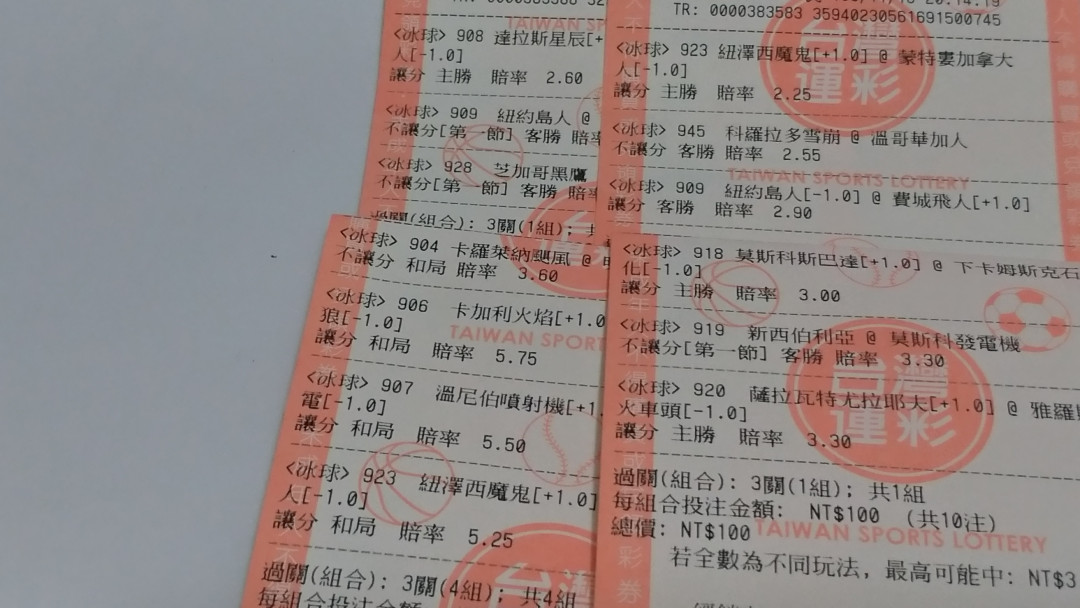 <冰球> 908 達拉斯星辰[+
人[-1.0]
讓分 主勝 賠率 2.60
<冰球> 909 紐約島人 @
不讓分[第一節] 客勝 賠率
<冰球> 928 芝加哥黑鷹
不讓分[第一節] 客勝 賠率
過關(組合): 3關(1組); 共
TR: 0000383583 35940230561691500745
<冰球> 923 紐澤西魔鬼[+1.0] @ 蒙特婁加拿大
人[-1.0]
讓分 主勝 賠率 2.25
<冰球> 945 科羅拉多雪崩 @ 溫哥華加人
不讓分 客勝 賠率 2.55
TAIWAN SPORTS LOTTERY
<冰球> 909 紐約島人[-1.0] @ 費城飛人[+1.0]
讓分 客勝 賠率 2.90
<冰球> 904 卡羅萊納颶風 @
不讓分 和局 賠率 3.60
<冰球> 906 卡加利火焰[+1.0
狼[-1.0]
TAIWAN SPORT
讓分 和局 賠率 5.75
<冰球> 907 溫尼伯噴射機[+1.
電[-1.0]
讓分 和局 賠率 5.50
<冰球> 923 紐澤西魔鬼[+1.0]
人[-1.0]
讓分 和局 賠率 5.25
過關(組合): 3關(4組); 共4組
每組合投注金額
<冰球> 918 莫斯科斯巴達[+1.0] @ 下卡姆斯克石
化[-1.0]
讓分 主勝 賠率 3.00
<冰球> 919 新西伯利亞 @ 莫斯科發電機
不讓分[第一節] 客勝 賠率 3.30
台灣
運彩
<冰球> 920 薩拉瓦特尤拉耶夫[+1.0] @ 雅羅斯
火車頭[-1.0]
讓分 主勝 賠率 3.30
過關(組合): 3關(1組); 共1組
每組合投注金額: NT$100 (共10注)
總價: NT$100
TAIWAN SPORTS LOTTERY
若全數為不同玩法, 最高可能中: NT$3